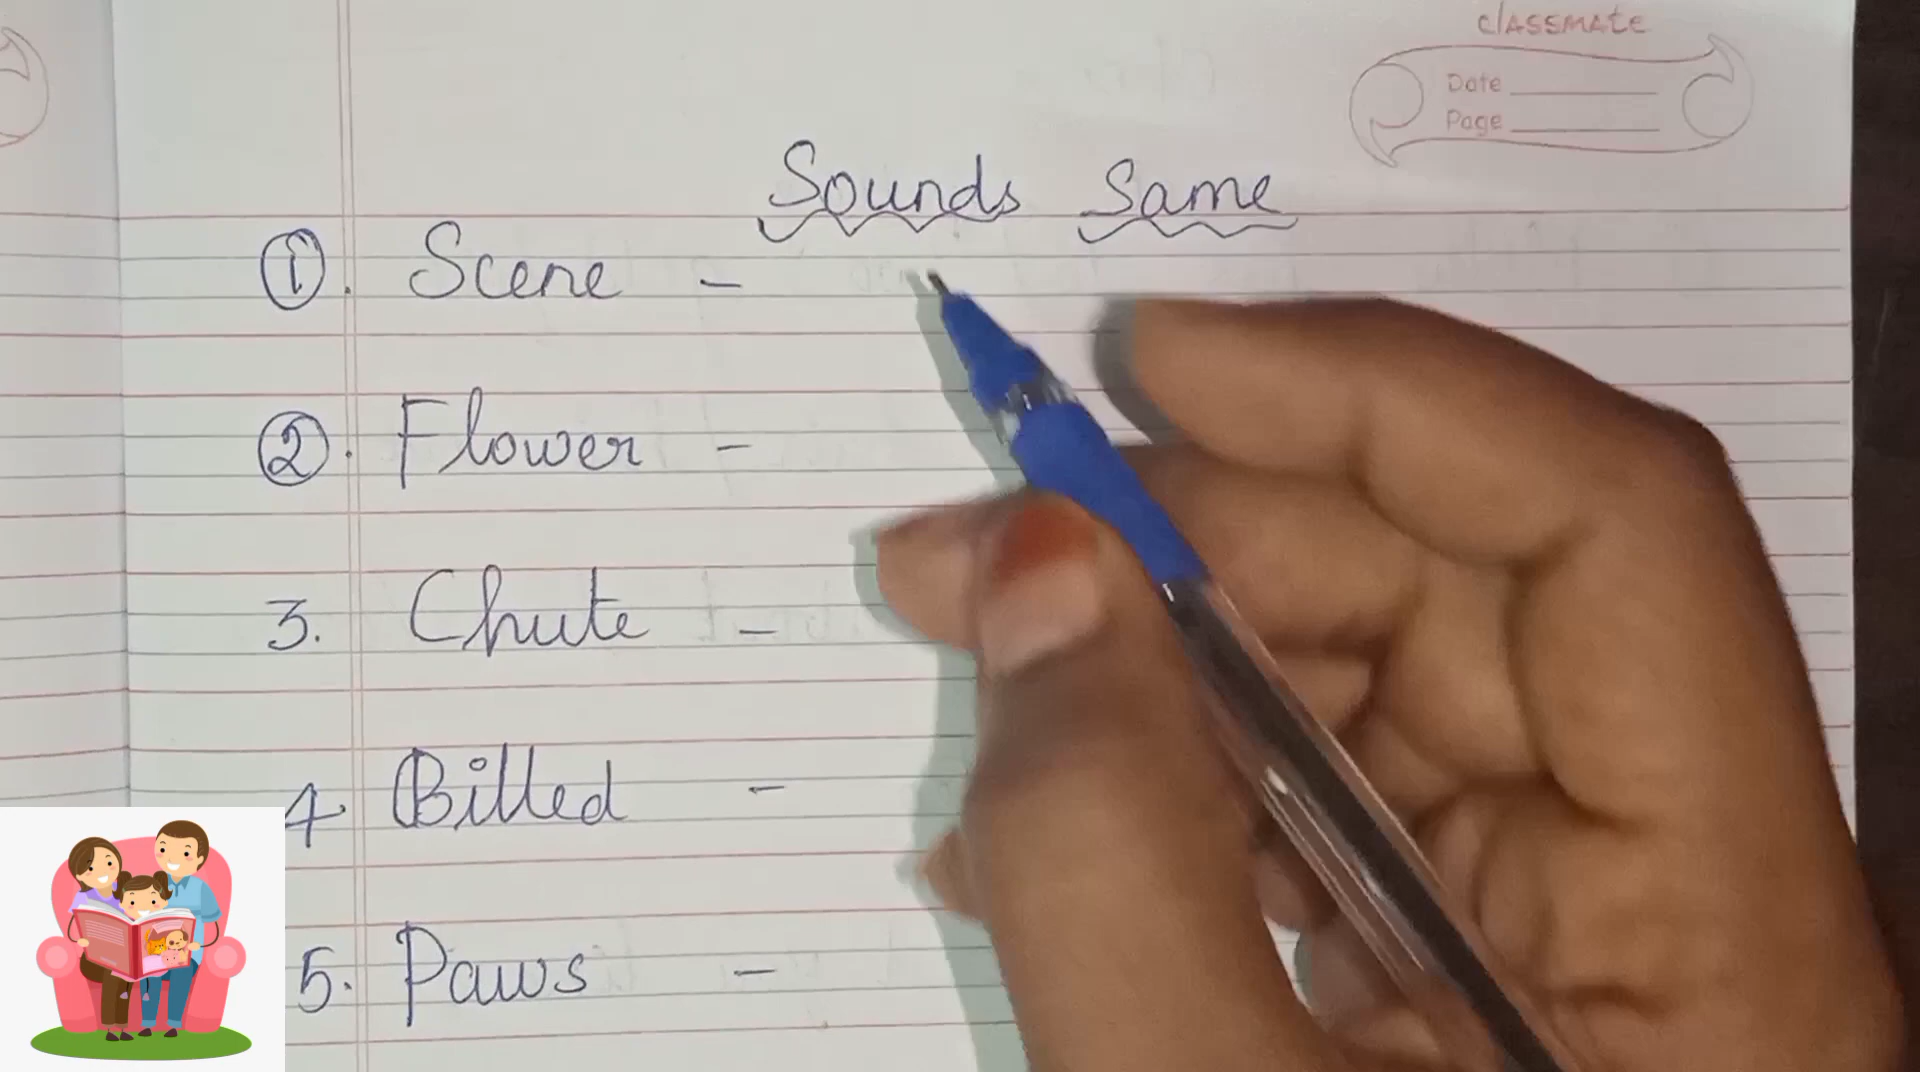 classmate
Date
Page
Sounds Same
1. Scene -
2. Flower -
3. Chute -
4. Billed -
5. Paws -